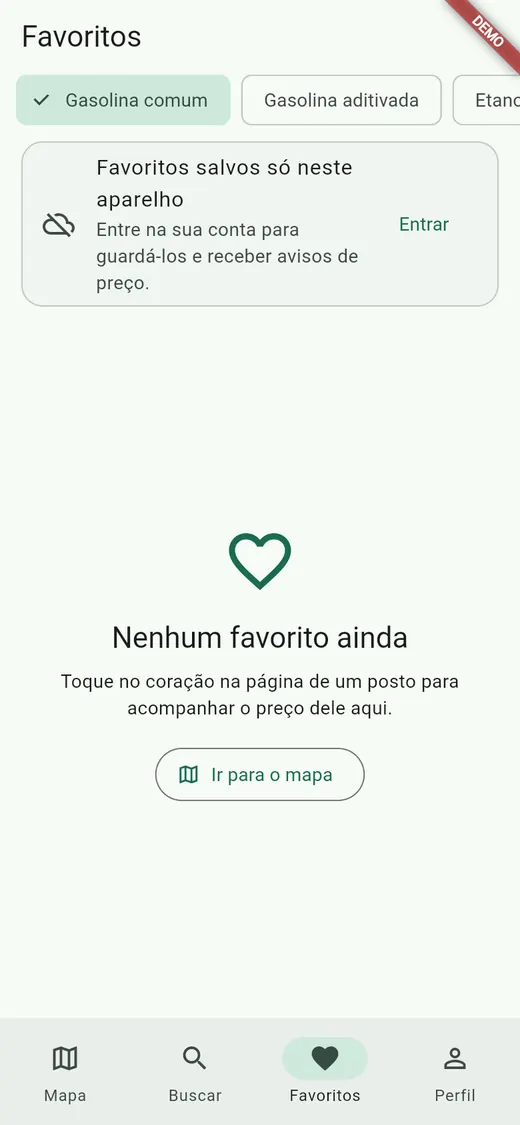 Favoritos
DEMO
Gasolina comum
Gasolina aditivada
Favoritos salvos só neste
aparelho
Entre na sua conta para
guardá-los e receber avisos de
preço.
Entrar
Nenhum favorito ainda
Toque no coração na página de um posto para
acompanhar o preço dele aqui.
Ir para o mapa
Mapa
Buscar
Favoritos
Perfil